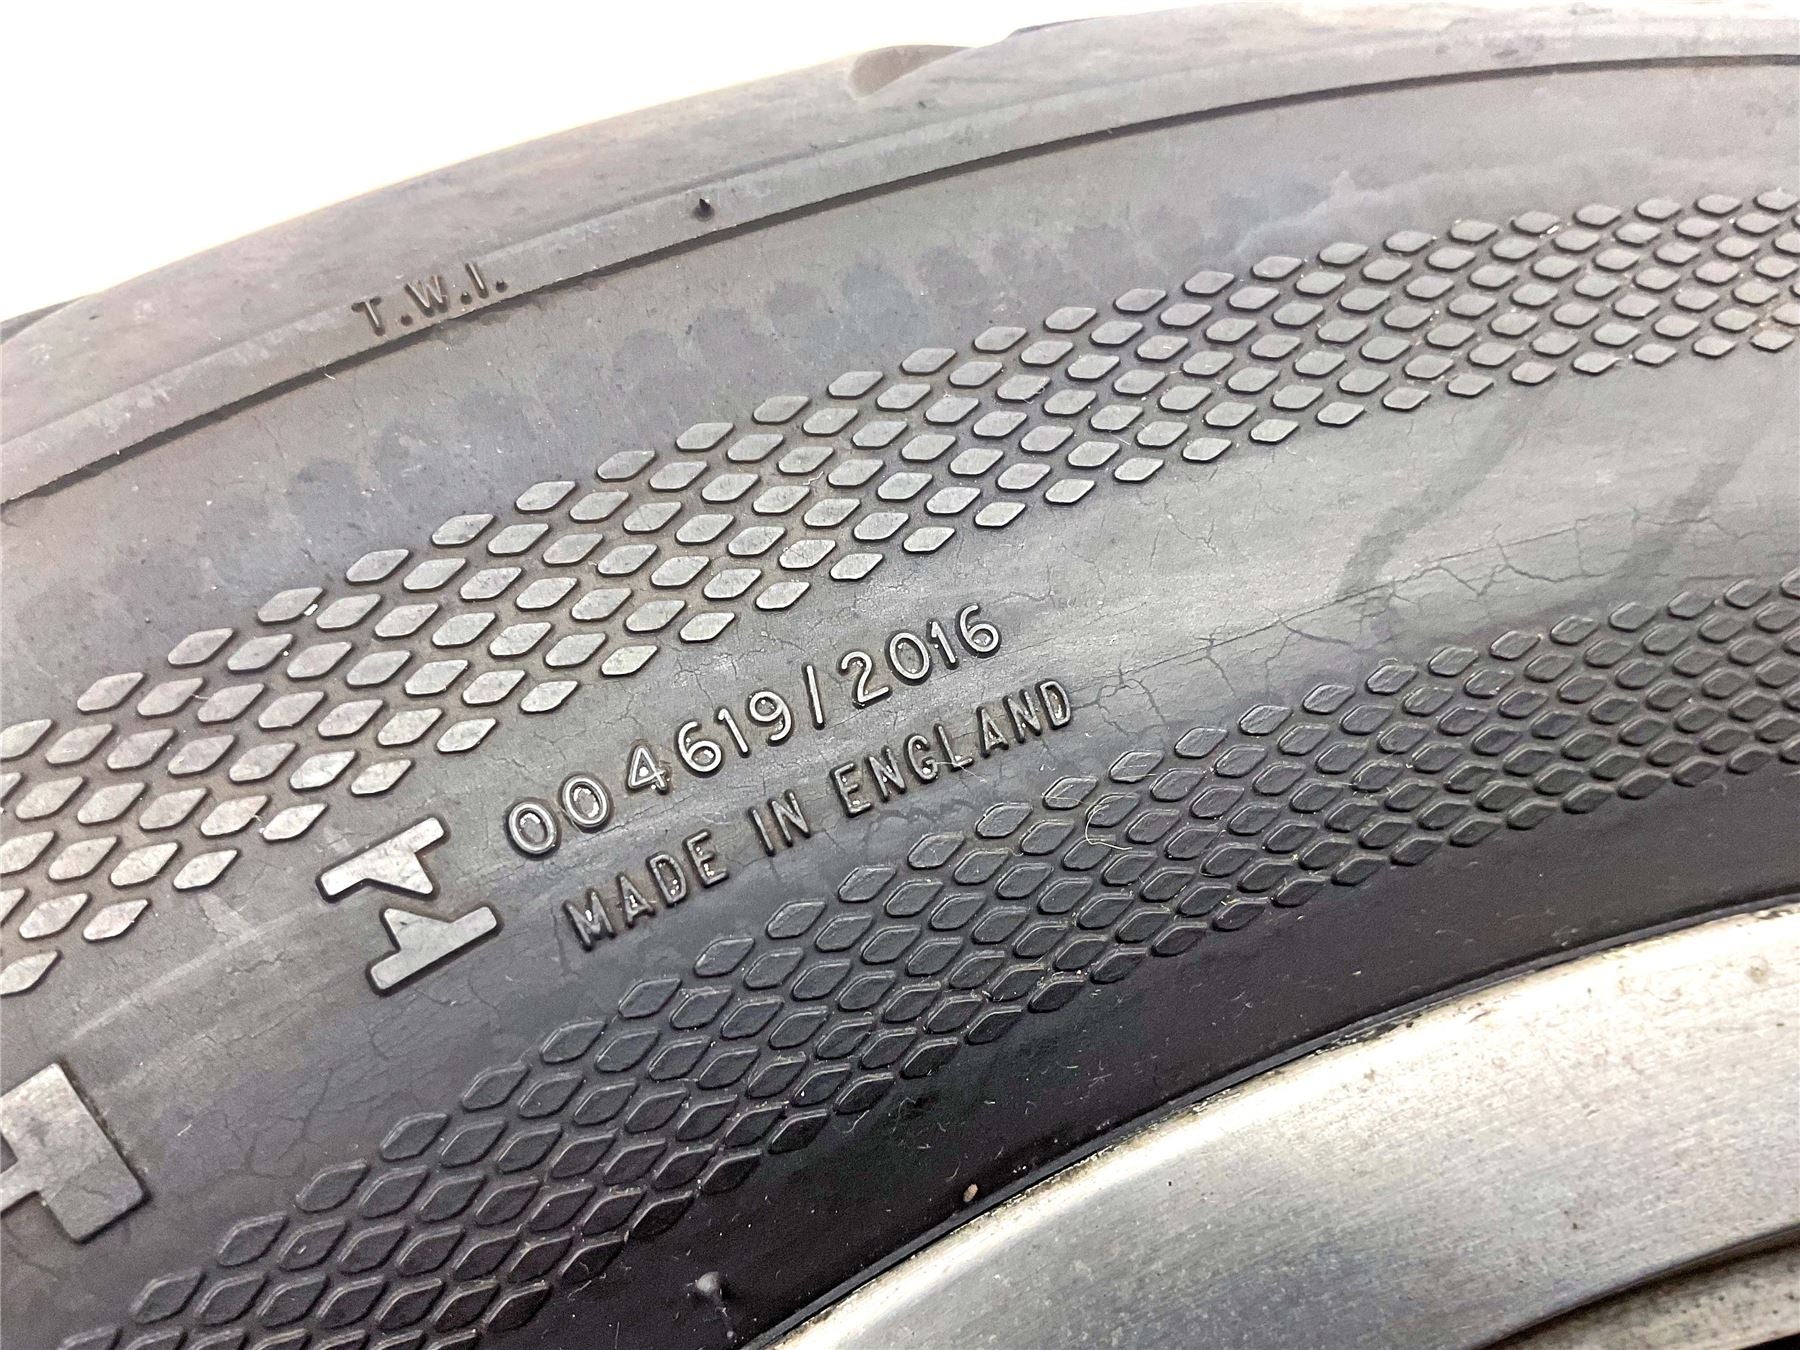 T.W.I.
004619/2016
MADE IN ENGLAND